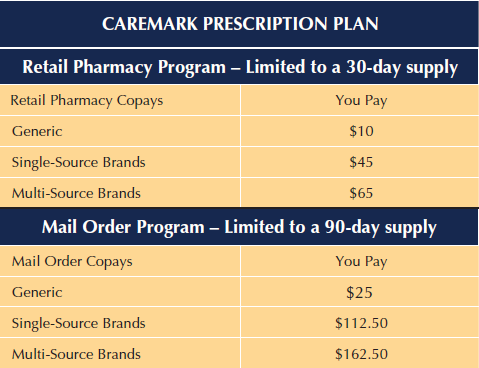 CAREMARK PRESCRIPTION PLAN
Retail Pharmacy Program – Limited to a 30-day supply
Retail Pharmacy Copays You Pay
Generic $10
Single-Source Brands $45
Multi-Source Brands $65
Mail Order Program – Limited to a 90-day supply
Mail Order Copays You Pay
Generic $25
Single-Source Brands $112.50
Multi-Source Brands $162.50